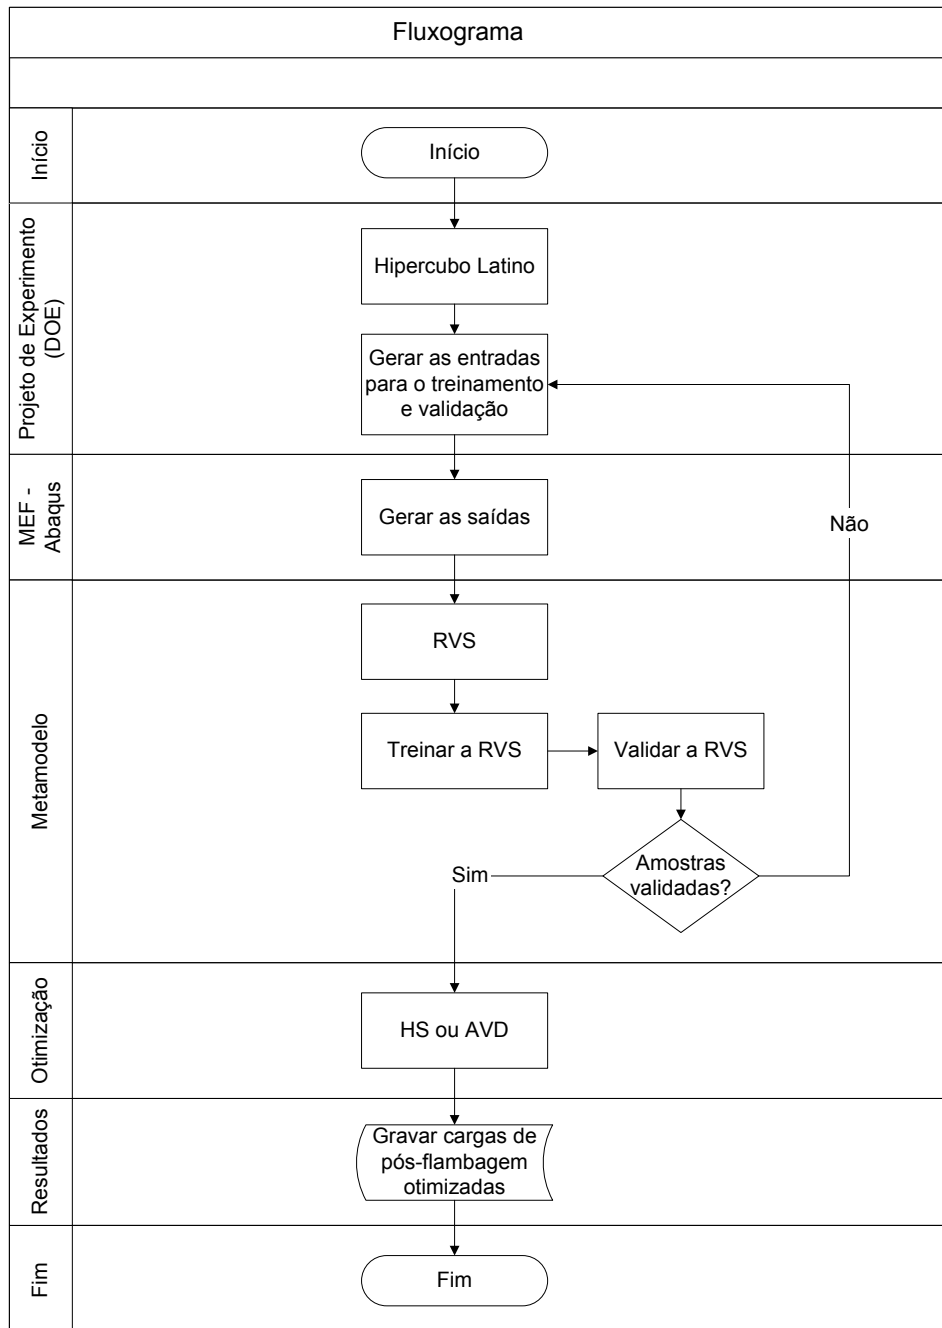 Fluxograma
Início
Início
Projeto de Experimento
(DOE)
Hipercubo Latino
Gerar as entradas
para o treinamento
e validação
MEF -
Abaqus
Gerar as saídas
Não
Metamodelo
RVS
Treinar a RVS
Validar a RVS
Amostras
validadas?
Sim
Otimização
HS ou AVD
Resultados
Gravar cargas de
pós-flambagem
otimizadas
Fim
Fim